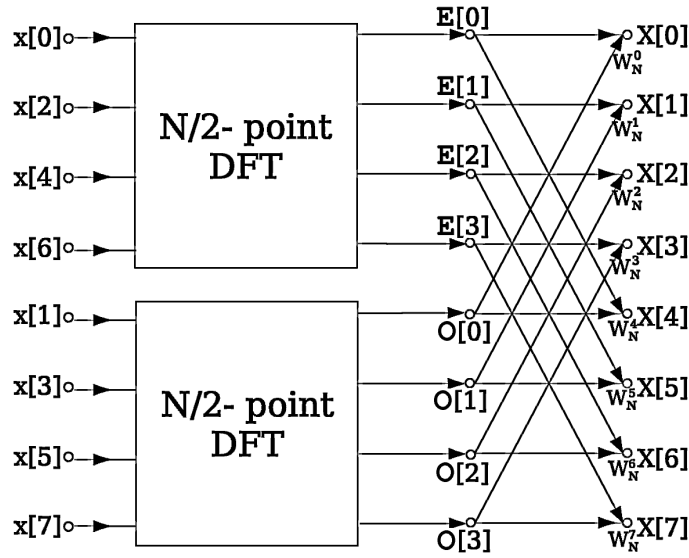 x[0] E[0] X[0]
W_N^0
x[2] E[1] X[1]
W_N^1
N/2- point
DFT
x[4] E[2] X[2]
W_N^2
x[6] E[3] X[3]
W_N^3
x[1] O[0] X[4]
W_N^4
x[3] O[1] X[5]
W_N^5
N/2- point
DFT
x[5] O[2] X[6]
W_N^6
x[7] O[3] X[7]
W_N^7